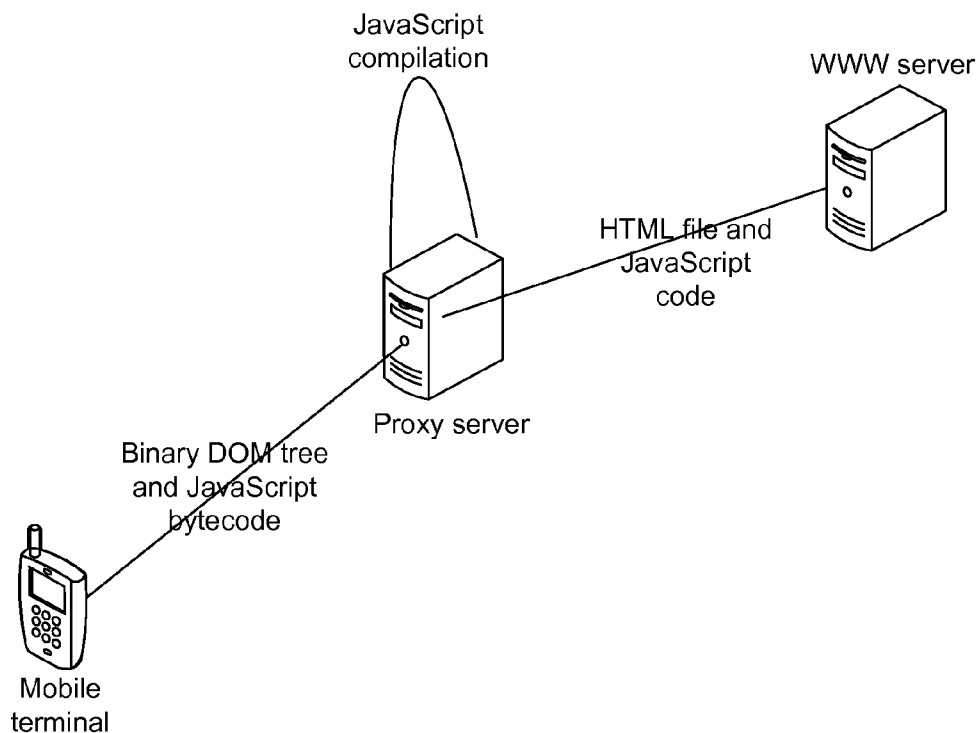 JavaScript
compilation
WWW server
HTML file and
JavaScript
code
Proxy server
Binary DOM tree
and JavaScript
bytecode
Mobile
terminal